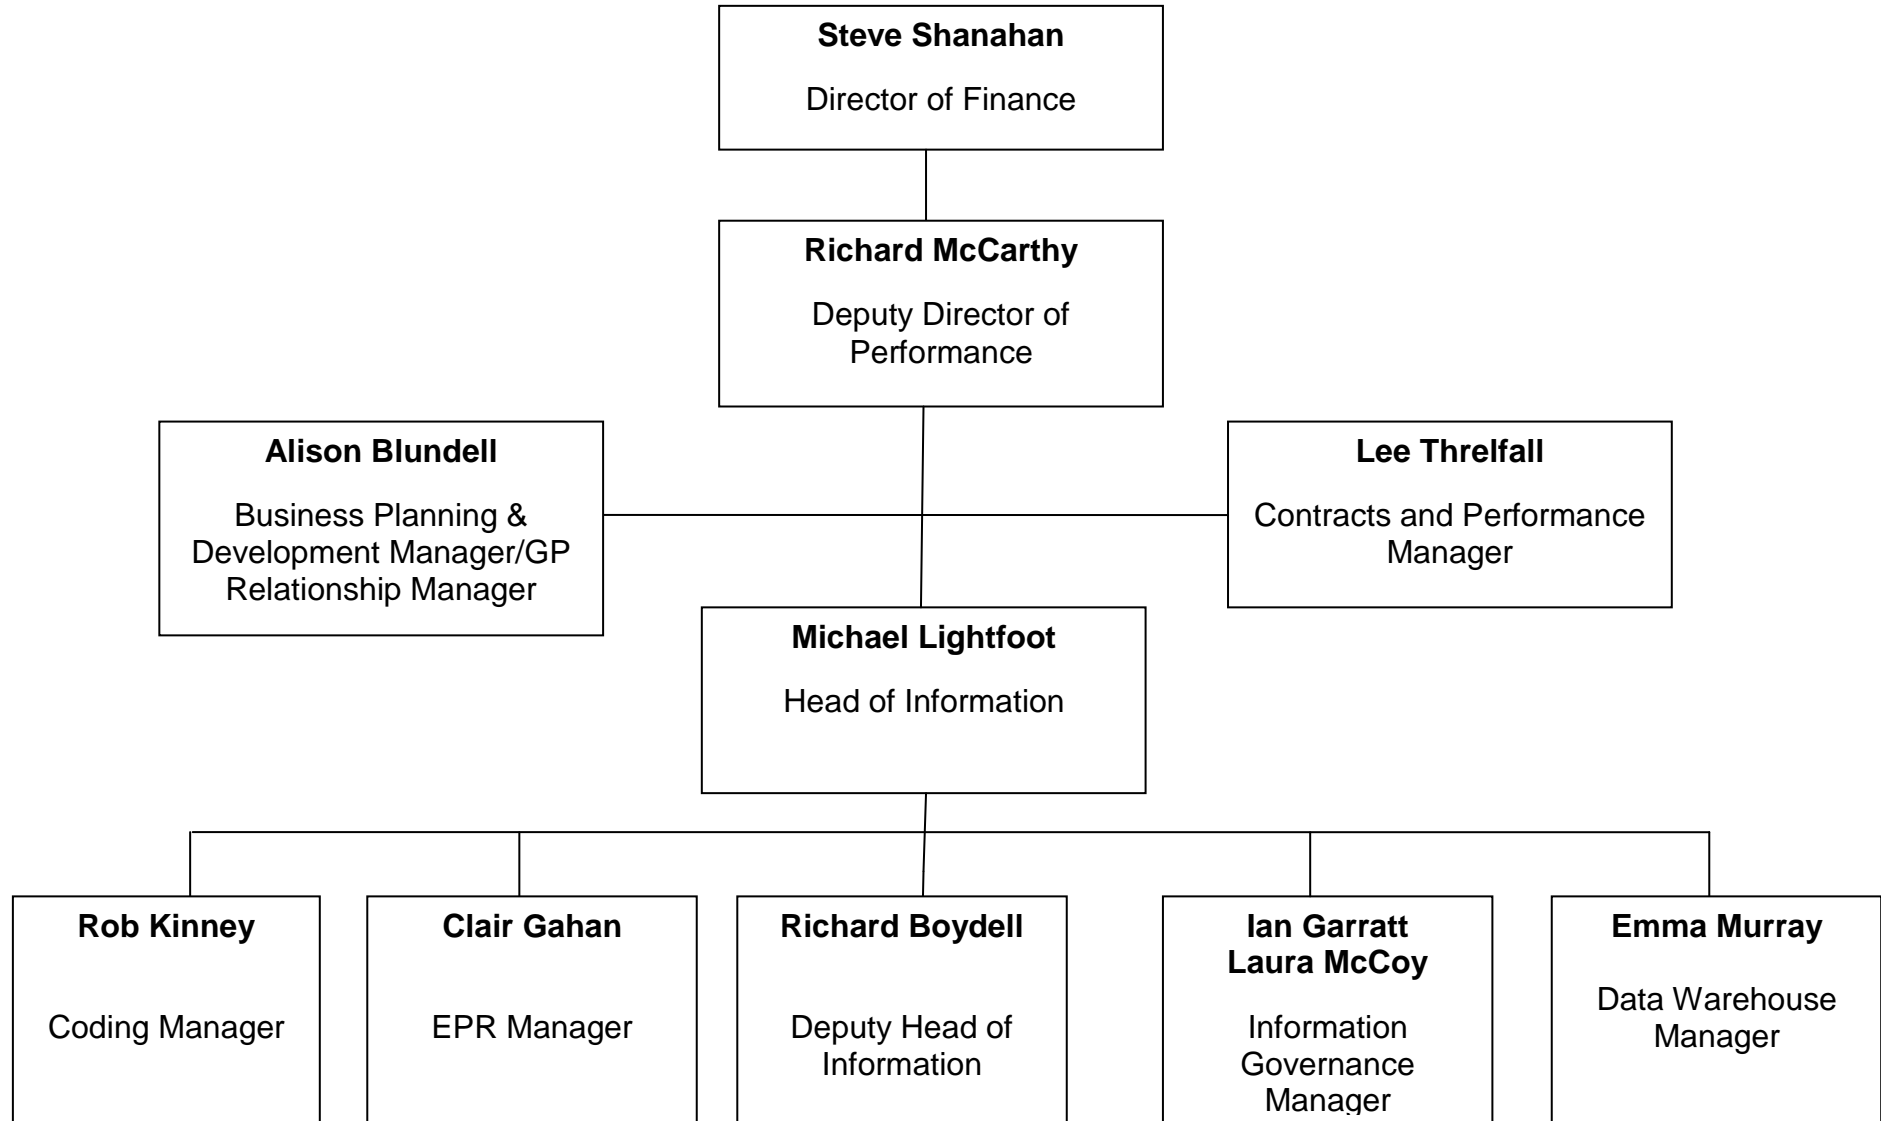 Steve Shanahan
Director of Finance
Richard McCarthy
Deputy Director of
Performance
Alison Blundell
Business Planning &
Development Manager/GP
Relationship Manager
Lee Threlfall
Contracts and Performance
Manager
Michael Lightfoot
Head of Information
Rob Kinney
Coding Manager
Clair Gahan
EPR Manager
Richard Boydell
Deputy Head of
Information
Ian Garratt
Laura McCoy
Information
Governance
Manager
Emma Murray
Data Warehouse
Manager